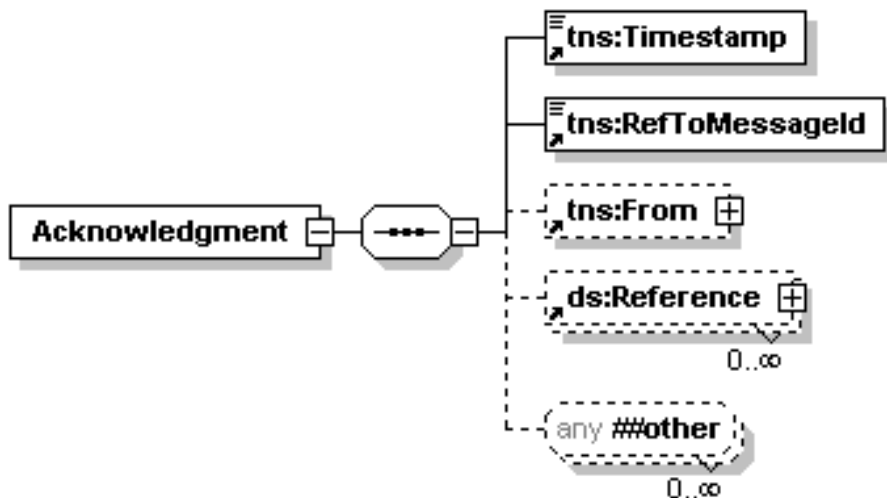 tns:Timestamp
tns:RefToMessageId
Acknowledgment
tns:From
ds:Reference
0..∞
any ##other
0..∞